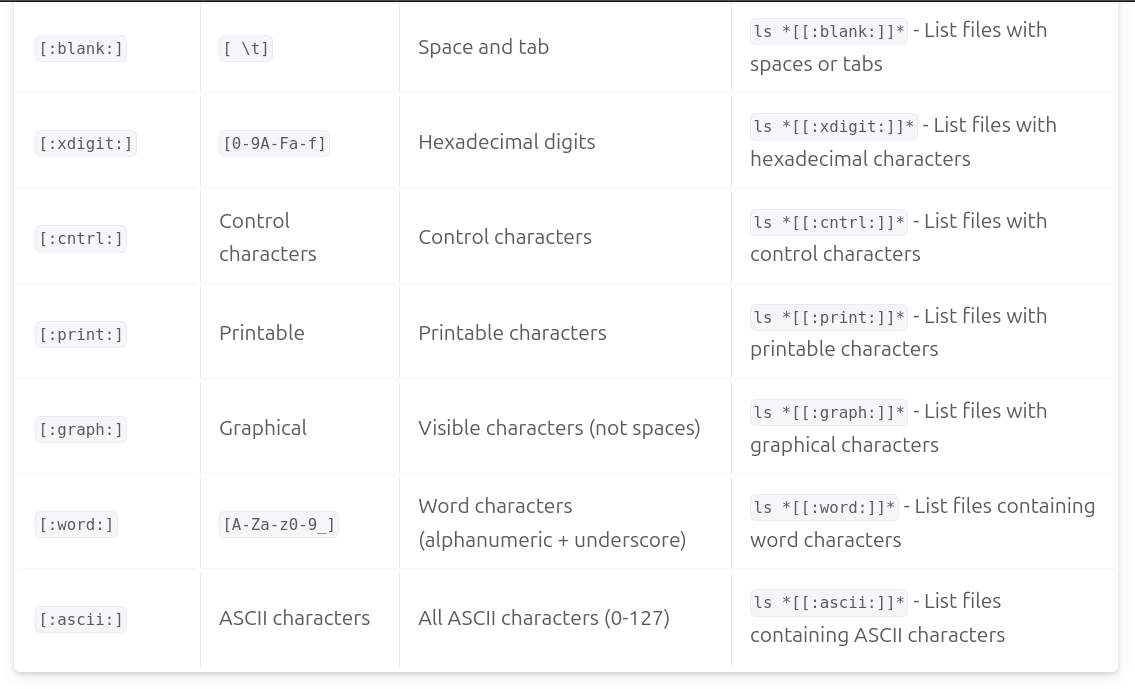 [:blank:]
[ \t]
Space and tab
ls *[[:blank:]]* - List files with
spaces or tabs
[:xdigit:]
[0-9A-Fa-f]
Hexadecimal digits
ls *[[:xdigit:]]* - List files with
hexadecimal characters
[:cntrl:]
Control
characters
Control characters
ls *[[:cntrl:]]* - List files with
control characters
[:print:]
Printable
Printable characters
ls *[[:print:]]* - List files with
printable characters
[:graph:]
Graphical
Visible characters (not spaces)
ls *[[:graph:]]* - List files with
graphical characters
[:word:]
[A-Za-z0-9_]
Word characters
(alphanumeric + underscore)
ls *[[:word:]]* - List files containing
word characters
[:ascii:]
ASCII characters
All ASCII characters (0-127)
ls *[[:ascii:]]* - List files
containing ASCII characters